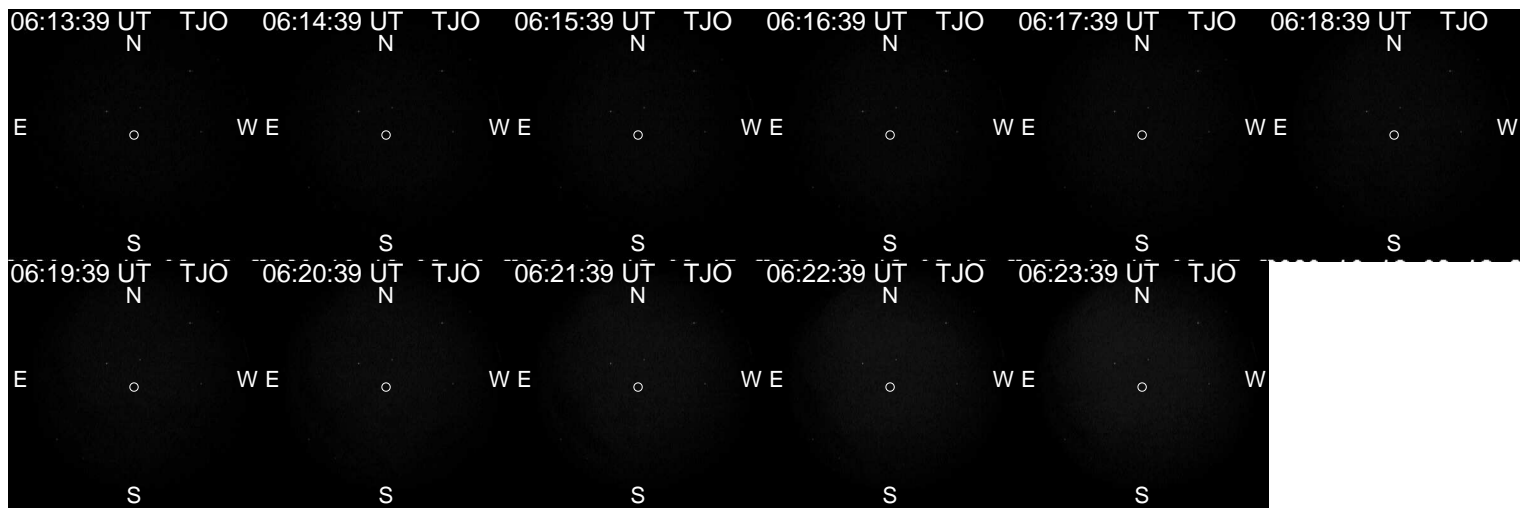 06:13:39 UT TJO 06:14:39 UT TJO 06:15:39 UT TJO 06:16:39 UT TJO 06:17:39 UT TJO 06:18:39 UT TJO
N N N N N N
E W E W E W E W E W E W
S S S S S S
06:19:39 UT TJO 06:20:39 UT TJO 06:21:39 UT TJO 06:22:39 UT TJO 06:23:39 UT TJO
N N N N N
E W E W E W E W E W
S S S S S